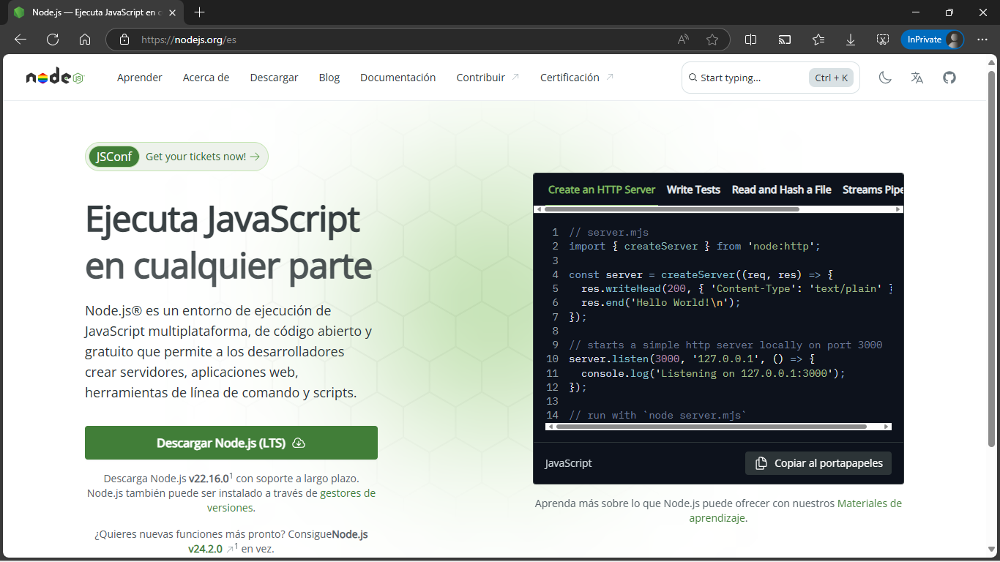 Node.js — Ejecuta JavaScript en c
https://nodejs.org/es
InPrivate
node
JS
Aprender
Acerca de
Descargar
Blog
Documentación
Contribuir
Certificación
Start typing...
Ctrl + K
JSConf
Get your tickets now!
Ejecuta JavaScript
en cualquier parte
Node.js® es un entorno de ejecución de
JavaScript multiplataforma, de código abierto y
gratuito que permite a los desarrolladores
crear servidores, aplicaciones web,
herramientas de línea de comando y scripts.
Descargar Node.js (LTS)
Descarga Node.js v22.16.0¹ con soporte a largo plazo.
Node.js también puede ser instalado a través de gestores de
versiones.
¿Quieres nuevas funciones más pronto? ConsigueNode.js
v24.2.0 ↗¹ en vez.
Create an HTTP Server
Write Tests
Read and Hash a File
Streams Pipe
1 // server.mjs
2 import { createServer } from 'node:http';
3
4 const server = createServer((req, res) => {
5   res.writeHead(200, { 'Content-Type': 'text/plain' }
6   res.end('Hello World!\n');
7 });
8
9 // starts a simple http server locally on port 3000
10 server.listen(3000, '127.0.0.1', () => {
11   console.log('Listening on 127.0.0.1:3000');
12 });
13
14 // run with `node server.mjs`
JavaScript
Copiar al portapapeles
Aprenda más sobre lo que Node.js puede ofrecer con nuestros Materiales de
aprendizaje.